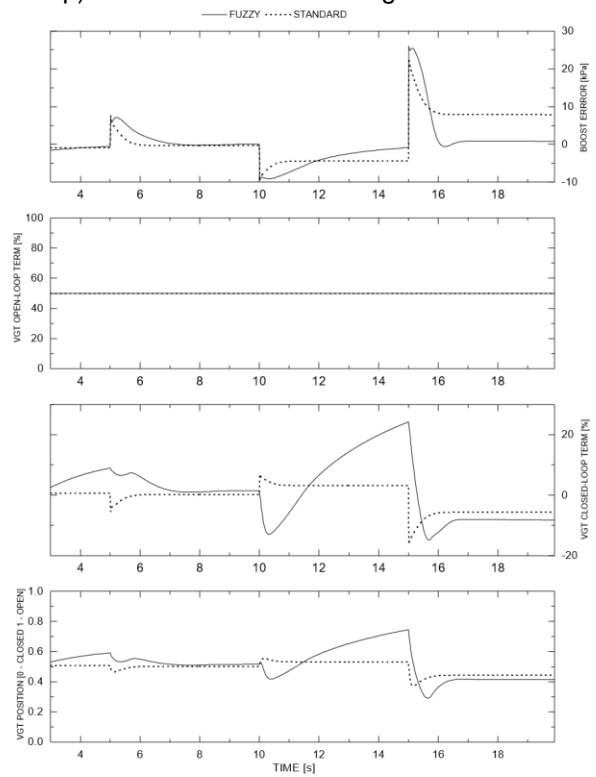 FUZZY STANDARD
30
20
10
0
-10
BOOST ERRROR [kPa]
4 6 8 10 12 14 16 18
VGT OPEN-LOOP TERM [%]
100
80
60
40
20
0
4 6 8 10 12 14 16 18
20
0
-20
VGT CLOSED-LOOP TERM [%]
4 6 8 10 12 14 16 18
VGT POSITION [0 - CLOSED 1 - OPEN]
1.0
0.8
0.6
0.4
0.2
0.0
4 6 8 10 12 14 16 18
TIME [s]